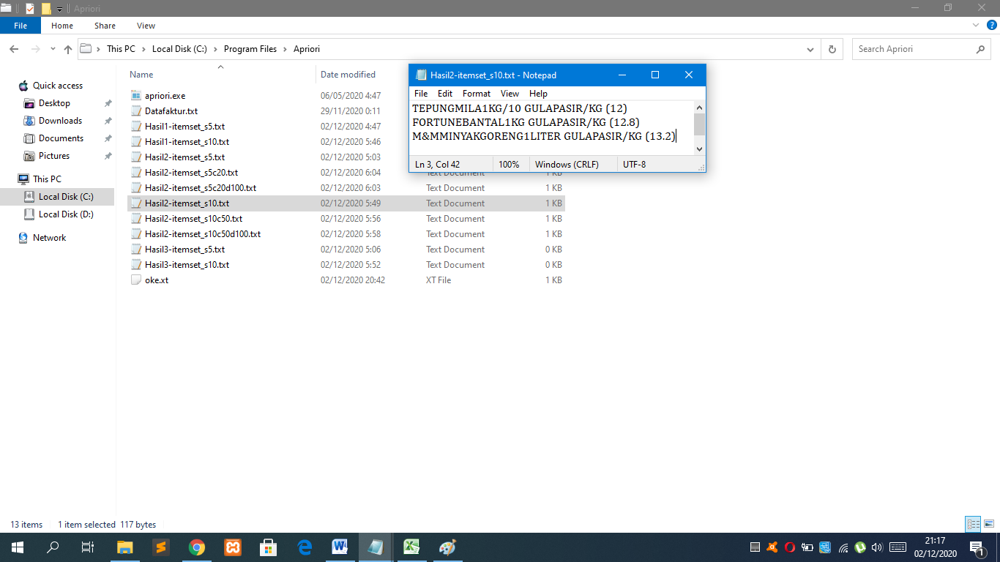 Apriori
File Home Share View
This PC Local Disk (C:) Program Files Apriori
Search Apriori
Quick access
Desktop
Downloads
Documents
Pictures
This PC
Local Disk (C:)
Local Disk (D:)
Network
Name Date modified
apriori.exe 06/05/2020 4:47
Datafaktur.txt 29/11/2020 0:11
Hasil1-itemset_s5.txt 02/12/2020 4:47
Hasil1-itemset_s10.txt 02/12/2020 5:46
Hasil2-itemset_s5.txt 02/12/2020 5:03
Hasil2-itemset_s5c20.txt 02/12/2020 6:04 Text Document 1 KB
Hasil2-itemset_s5c20d100.txt 02/12/2020 6:03 Text Document 1 KB
Hasil2-itemset_s10.txt 02/12/2020 5:49 Text Document 1 KB
Hasil2-itemset_s10c50.txt 02/12/2020 5:56 Text Document 1 KB
Hasil2-itemset_s10c50d100.txt 02/12/2020 5:58 Text Document 1 KB
Hasil3-itemset_s5.txt 02/12/2020 5:06 Text Document 0 KB
Hasil3-itemset_s10.txt 02/12/2020 5:52 Text Document 0 KB
oke.xt 02/12/2020 20:42 XT File 1 KB
Hasil2-itemset_s10.txt - Notepad
File Edit Format View Help
TEPUNGMILA1KG/10 GULAPASIR/KG (12)
FORTUNEBANTAL1KG GULAPASIR/KG (12.8)
M&MMINYAKGORENG1LITER GULAPASIR/KG (13.2)
Ln 3, Col 42 100% Windows (CRLF) UTF-8
13 items 1 item selected 117 bytes
21:17
02/12/2020
1